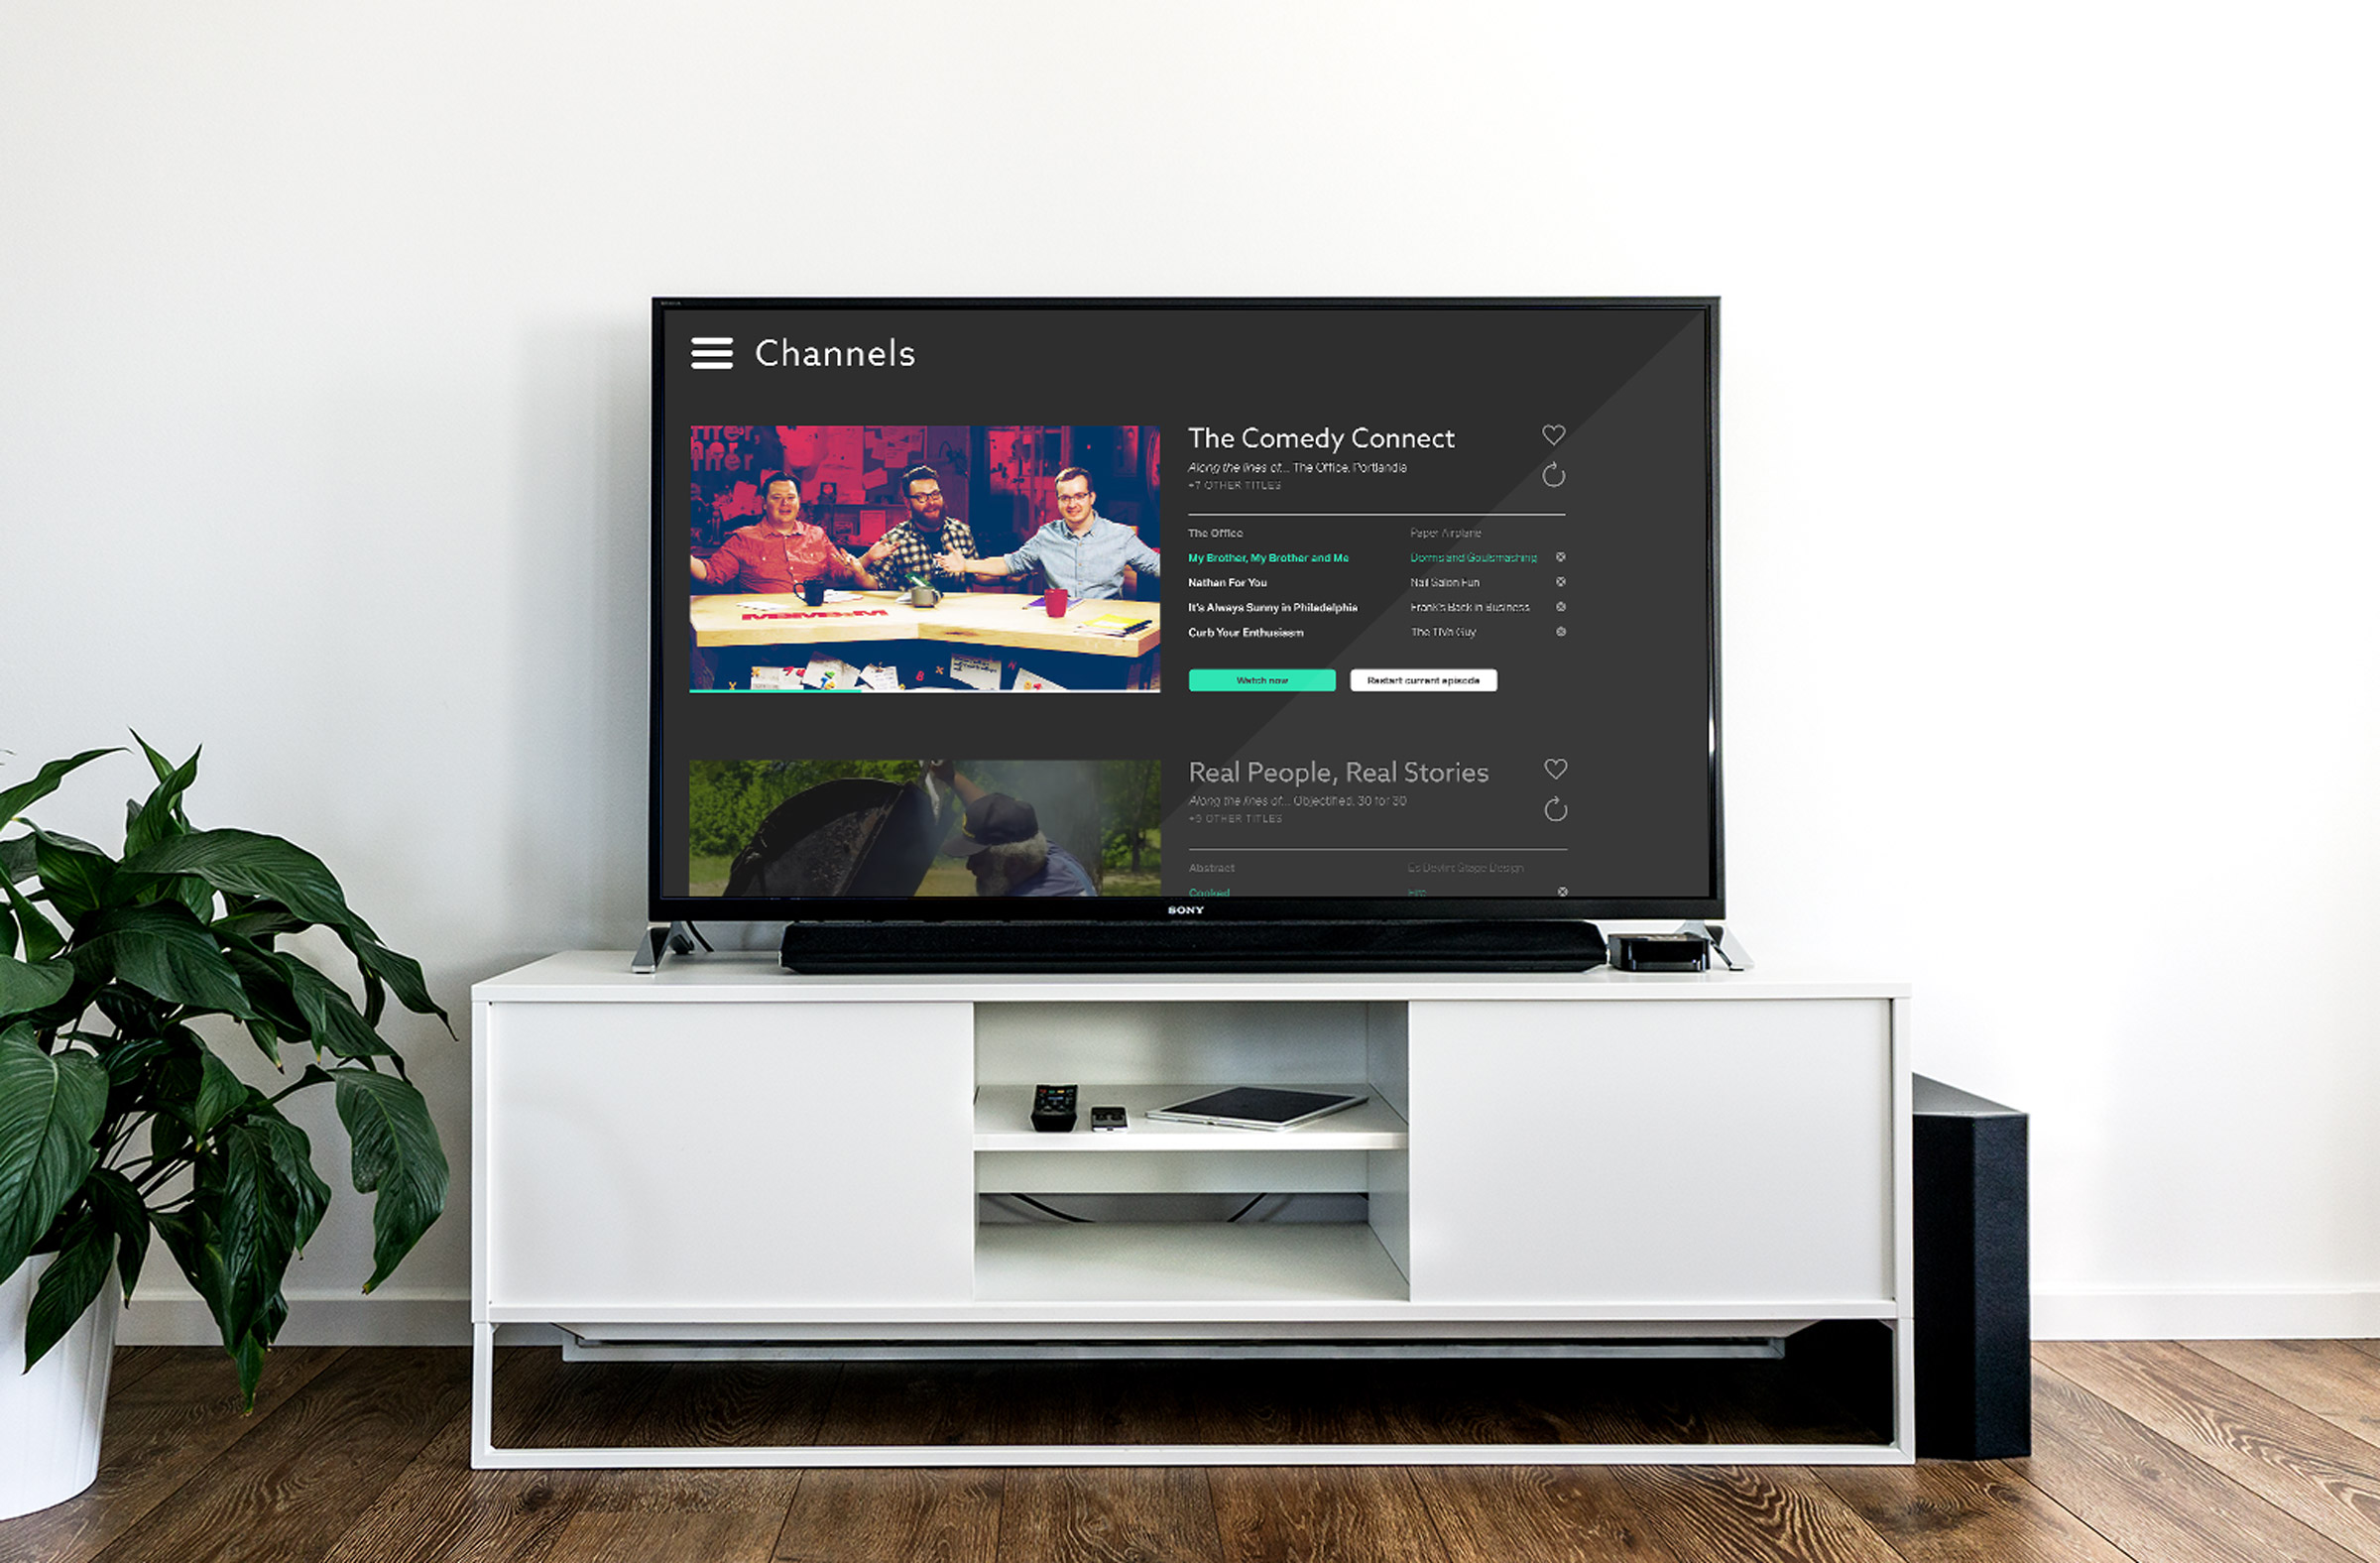 Channels
The Comedy Connect
Along the lines of... The Office, Portlandia
+7 OTHER TITLES
The Office Paper Airplane
My Brother, My Brother and Me Dorms and Goulsmashing
Nathan For You Nail Salon Fun
It's Always Sunny in Philadelphia Frank's Back in Business
Curb Your Enthusiasm The TiVo Guy
Watch now Restart current episode
MBMBaM
Real People, Real Stories
Along the lines of... Objectified, 30 for 30
+9 OTHER TITLES
Abstract Es Devlin: Stage Design
Cooked Fire
SONY